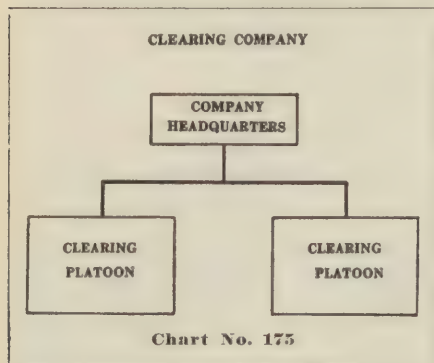 CLEARING COMPANY
COMPANY
HEADQUARTERS
CLEARING
PLATOON
CLEARING
PLATOON
Chart No. 175